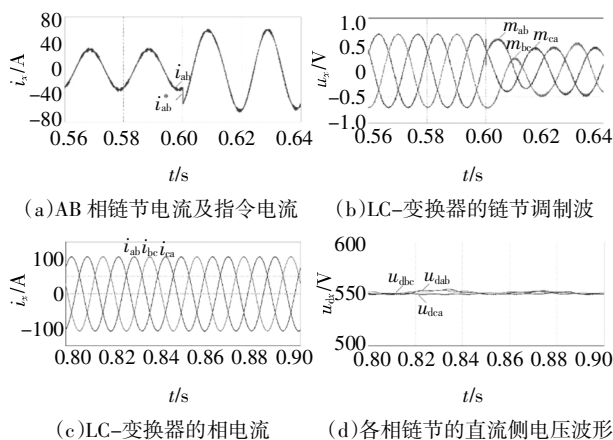 80
40
0
-40
-80
iₓ/A
i_ab
i*_ab
0.56 0.58 0.60 0.62 0.64
t/s
(a)AB 相链节电流及指令电流
1.0
0.5
0
-0.5
-1.0
uₓ/V
m_ab
m_bc m_ca
0.56 0.58 0.60 0.62 0.64
t/s
(b)LC-变换器的链节调制波
100
0
-100
iₓ/A
i_ab i_bc i_ca
0.80 0.82 0.84 0.86 0.88 0.90
t/s
(c)LC-变换器的相电流
600
550
500
u_dx/V
u_dbc u_dab
u_dca
0.80 0.82 0.84 0.86 0.88 0.90
t/s
(d)各相链节的直流侧电压波形